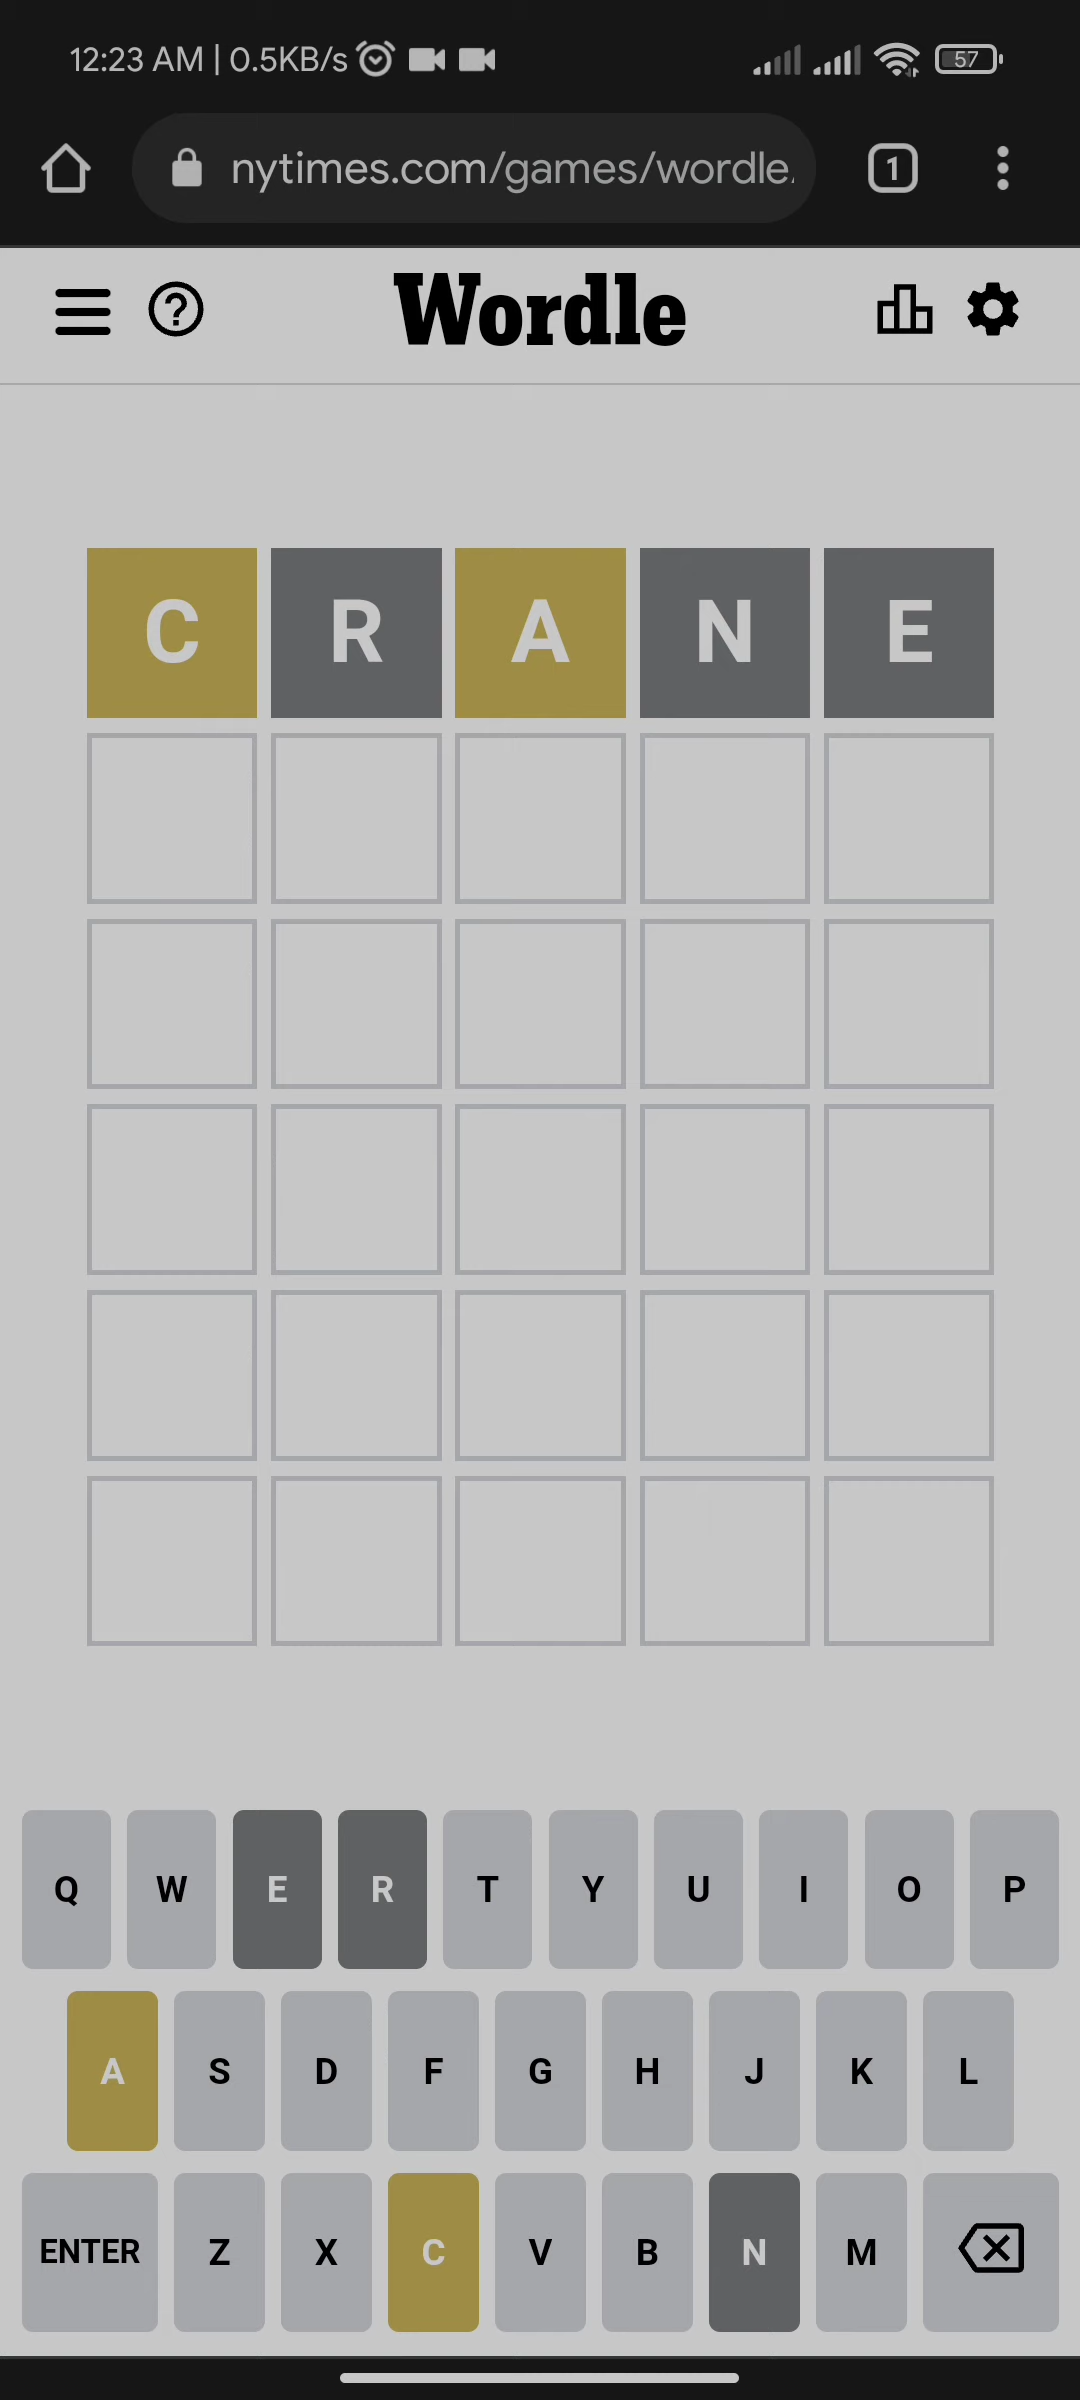 12:23 AM | 0.5KB/s 57
nytimes.com/games/wordle.
1
Wordle
C R A N E
Q W E R T Y U I O P
A S D F G H J K L
ENTER Z X C V B N M